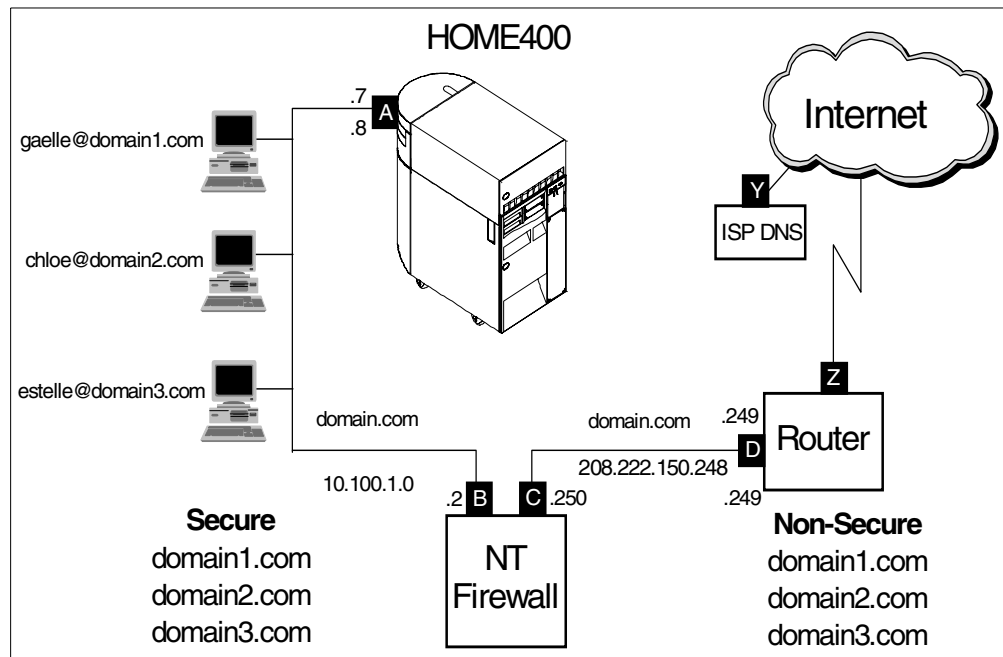 HOME400
.7
A
.8
Internet
gaelle@domain1.com
Y
ISP DNS
chloe@domain2.com
estelle@domain3.com
Z
domain.com
domain.com
.249
D
Router
10.100.1.0
208.222.150.248
.2
B
C
.250
.249
Secure
domain1.com
domain2.com
domain3.com
NT
Firewall
Non-Secure
domain1.com
domain2.com
domain3.com